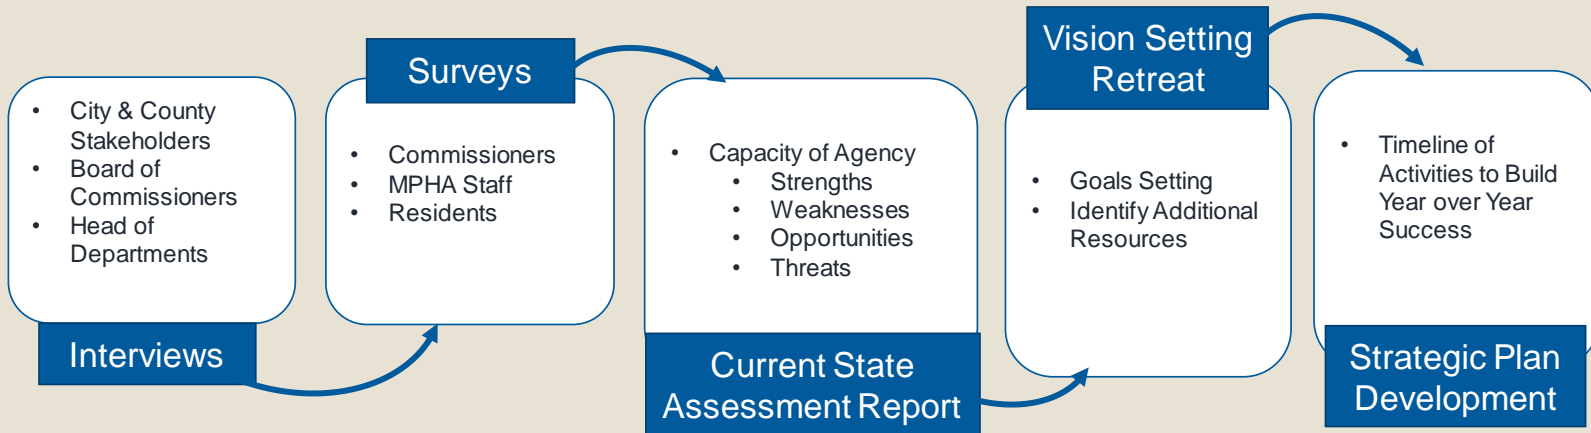 • City & County
Stakeholders
• Board of
Commissioners
• Head of
Departments
Interviews
Surveys
• Commissioners
• MPHA Staff
• Residents
• Capacity of Agency
• Strengths
• Weaknesses
• Opportunities
• Threats
Current State
Assessment Report
Vision Setting
Retreat
• Goals Setting
• Identify Additional
Resources
• Timeline of
Activities to Build
Year over Year
Success
Strategic Plan
Development